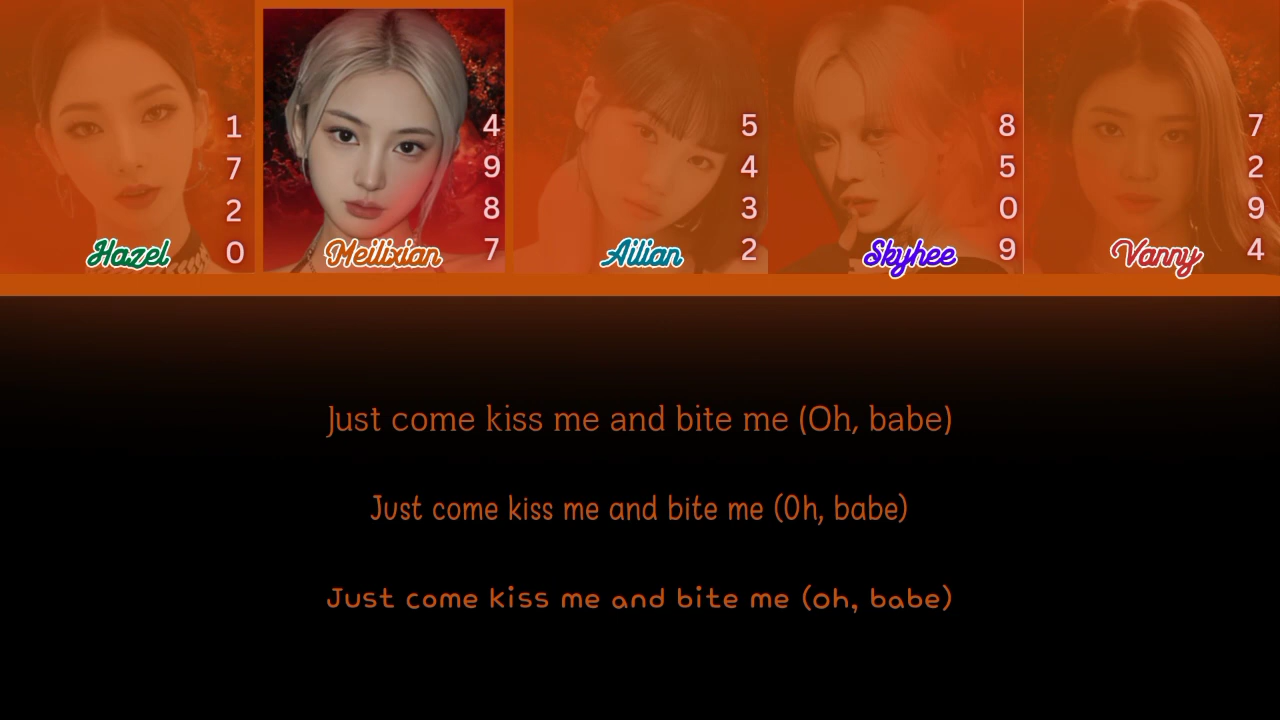 1
7
2
0
Hazel
4
9
8
7
Meilixian
5
4
3
2
Ailian
8
5
0
9
Skyhee
7
2
9
4
Vanny
Just come kiss me and bite me (Oh, babe)
Just come kiss me and bite me (Oh, babe)
Just come kiss me and bite me (oh, babe)